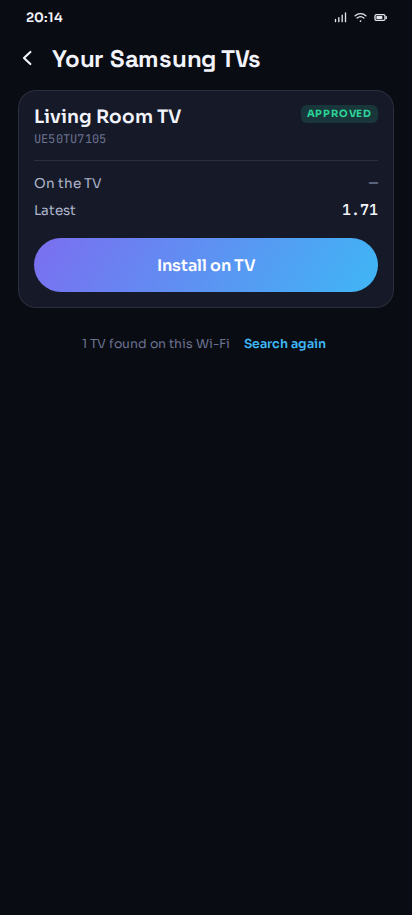 20:14
Your Samsung TVs
Living Room TV
APPROVED
UE50TU7105
On the TV –
Latest 1.71
Install on TV
1 TV found on this Wi-Fi Search again